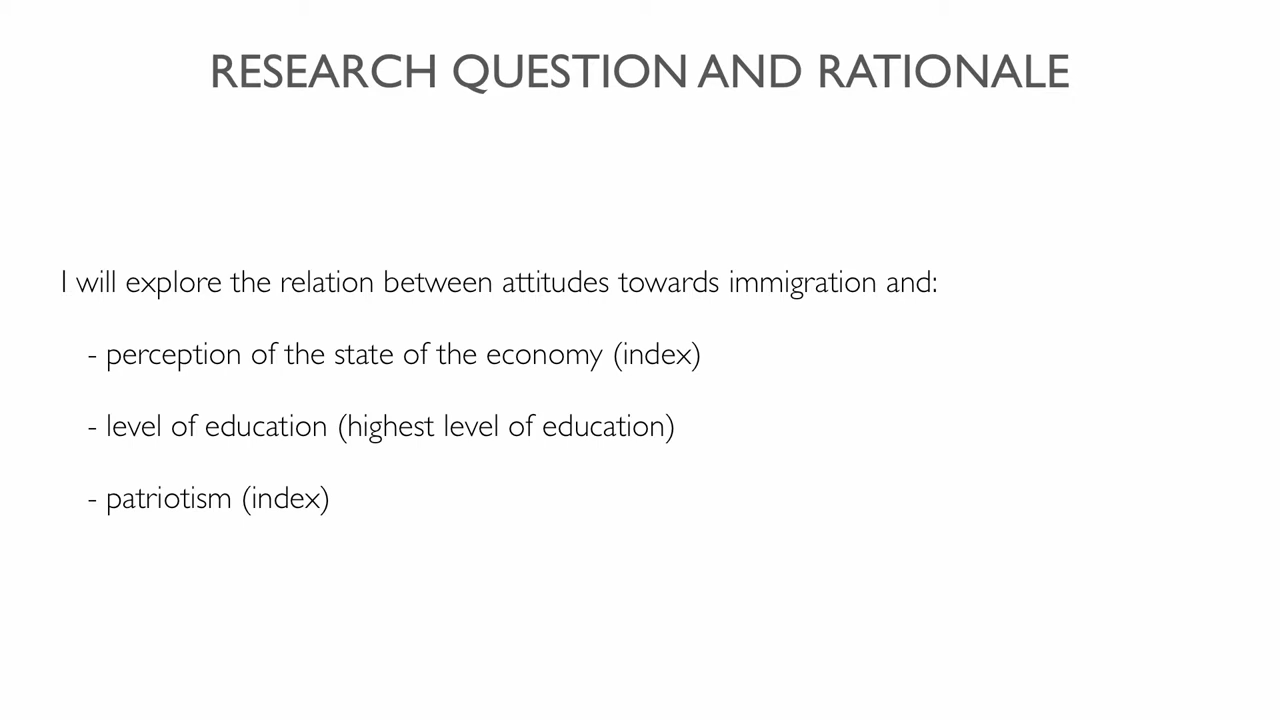 RESEARCH QUESTION AND RATIONALE
I will explore the relation between attitudes towards immigration and:
- perception of the state of the economy (index)
- level of education (highest level of education)
- patriotism (index)